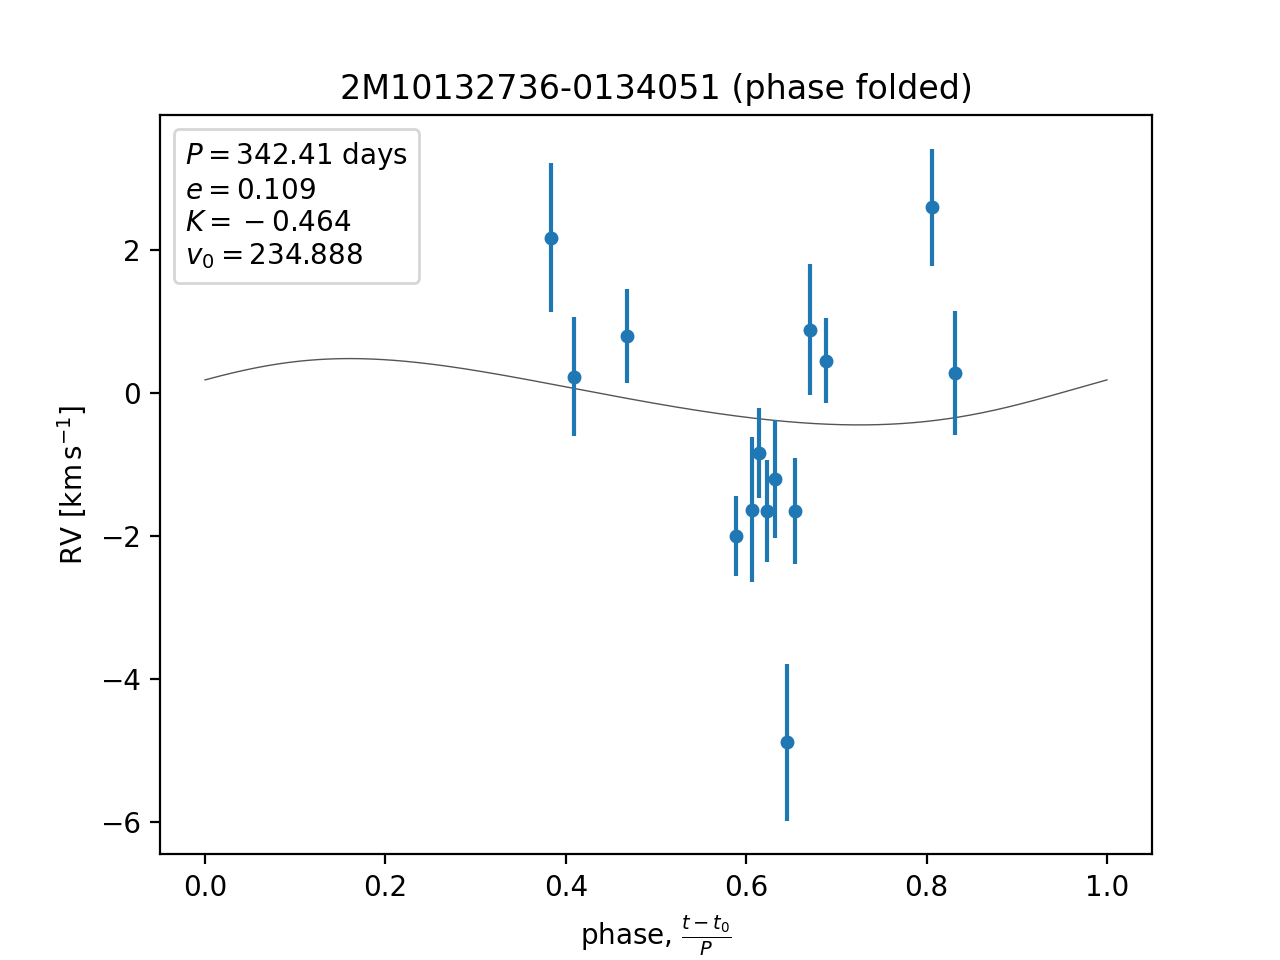 2M10132736-0134051 (phase folded)
P = 342.41 days
e = 0.109
K = −0.464
v₀ = 234.888
2
0
−2
−4
−6
RV [km s⁻¹]
0.0 0.2 0.4 0.6 0.8 1.0
phase, (t − t₀)/P